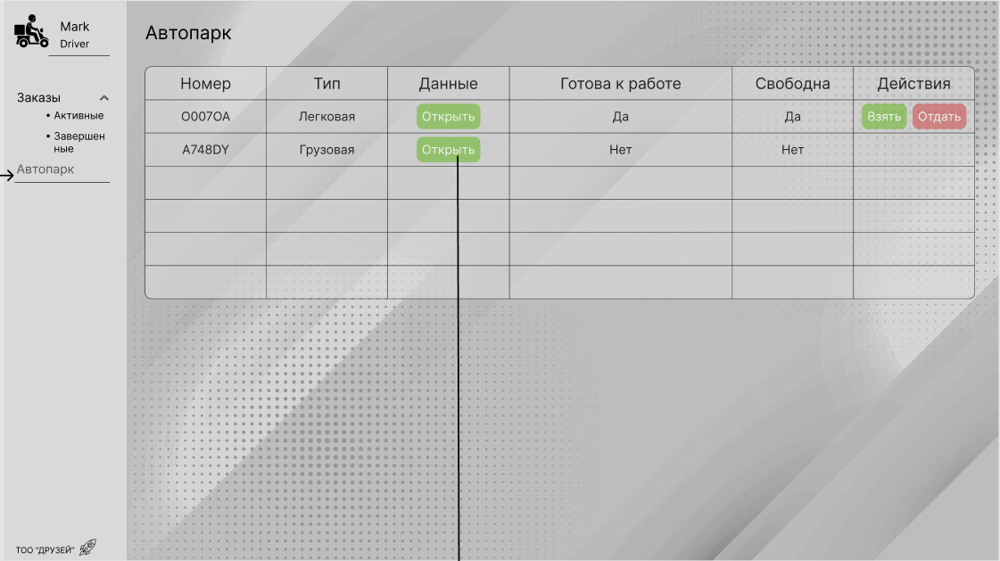 Mark
Driver
Заказы
• Активные
• Завершен
ные
Автопарк
ТОО "ДРУЗЕЙ"
Автопарк
Номер Тип Данные Готова к работе Свободна Действия
O007OA Легковая Открыть Да Да Взять Отдать
A748DY Грузовая Открыть Нет Нет